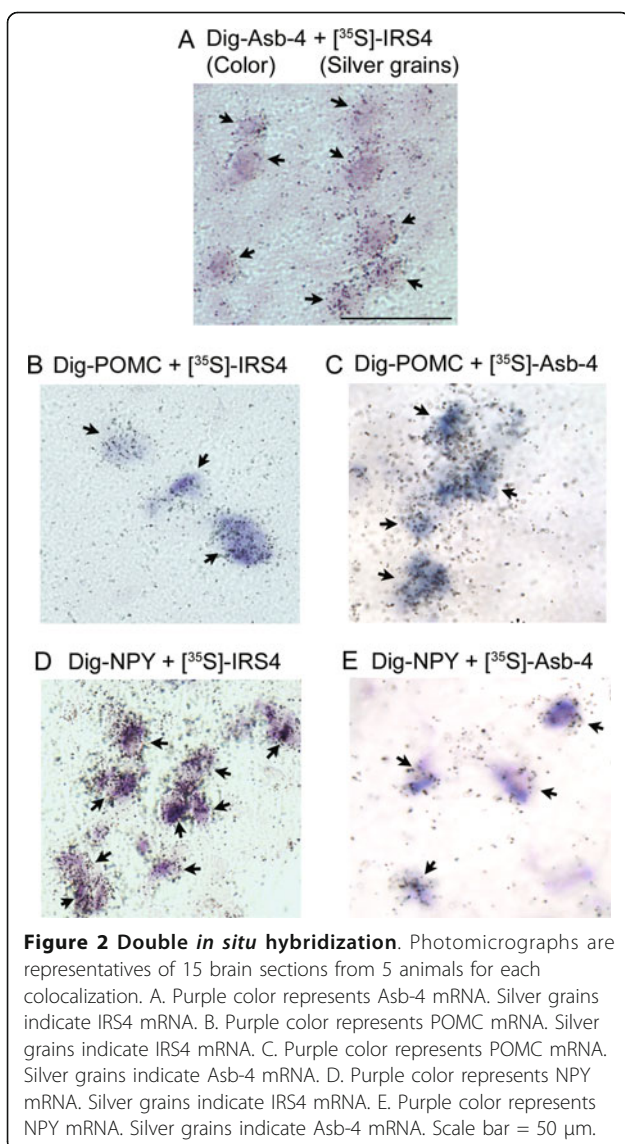 A Dig-Asb-4 + [³⁵S]-IRS4
(Color) (Silver grains)
B Dig-POMC + [³⁵S]-IRS4
C Dig-POMC + [³⁵S]-Asb-4
D Dig-NPY + [³⁵S]-IRS4
E Dig-NPY + [³⁵S]-Asb-4
Figure 2 Double in situ hybridization. Photomicrographs are
representatives of 15 brain sections from 5 animals for each
colocalization. A. Purple color represents Asb-4 mRNA. Silver grains
indicate IRS4 mRNA. B. Purple color represents POMC mRNA. Silver
grains indicate IRS4 mRNA. C. Purple color represents POMC mRNA.
Silver grains indicate Asb-4 mRNA. D. Purple color represents NPY
mRNA. Silver grains indicate IRS4 mRNA. E. Purple color represents
NPY mRNA. Silver grains indicate Asb-4 mRNA. Scale bar = 50 μm.